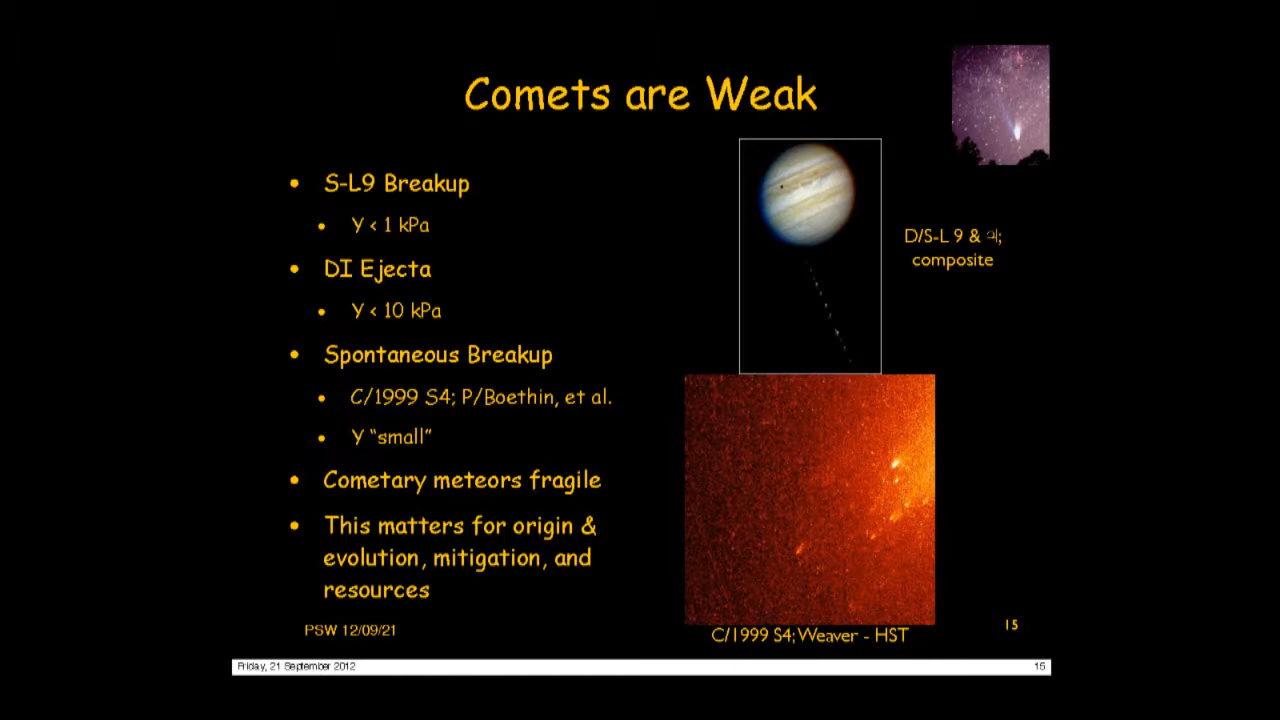 Comets are Weak
• S-L9 Breakup
• Y < 1 kPa
• DI Ejecta
• Y < 10 kPa
• Spontaneous Breakup
• C/1999 S4; P/Boethin, et al.
• Y “small”
• Cometary meteors fragile
• This matters for origin &
evolution, mitigation, and
resources
D/S-L 9 & ♃;
composite
C/1999 S4; Weaver - HST
PSW 12/09/21
15
Friday, 21 September 2012
15